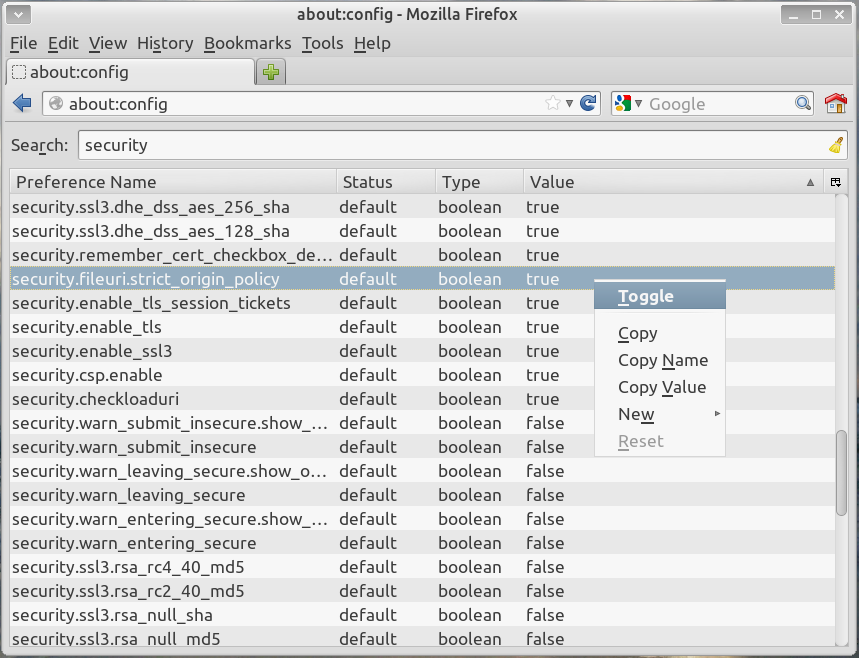 about:config - Mozilla Firefox
File Edit View History Bookmarks Tools Help
about:config
about:config Google
Search: security
Preference Name Status Type Value
security.ssl3.dhe_dss_aes_256_sha default boolean true
security.ssl3.dhe_dss_aes_128_sha default boolean true
security.remember_cert_checkbox_de... default boolean true
security.fileuri.strict_origin_policy default boolean true
Toggle
security.enable_tls_session_tickets default boolean true
security.enable_tls default boolean true
Copy
security.enable_ssl3 default boolean true
Copy Name
security.csp.enable default boolean true
Copy Value
security.checkloaduri default boolean true
New
security.warn_submit_insecure.show_... default boolean false
Reset
security.warn_submit_insecure default boolean false
security.warn_leaving_secure.show_o... default boolean false
security.warn_leaving_secure default boolean false
security.warn_entering_secure.show_... default boolean false
security.warn_entering_secure default boolean false
security.ssl3.rsa_rc4_40_md5 default boolean false
security.ssl3.rsa_rc2_40_md5 default boolean false
security.ssl3.rsa_null_sha default boolean false
security.ssl3.rsa_null_md5 default boolean false